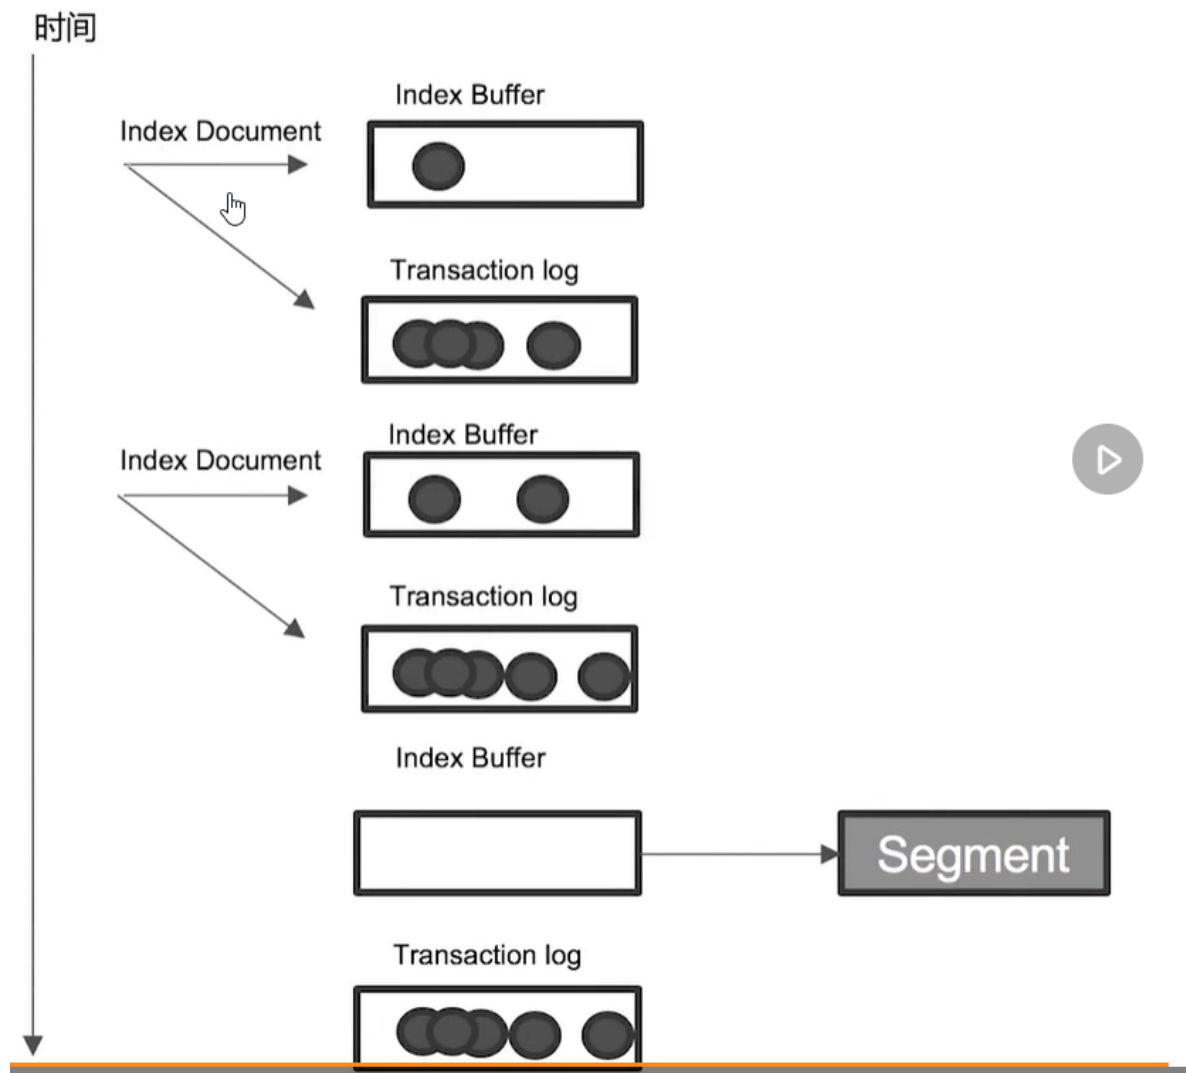 时间
Index Buffer
Index Document
Transaction log
Index Buffer
Index Document
Transaction log
Index Buffer
Segment
Transaction log